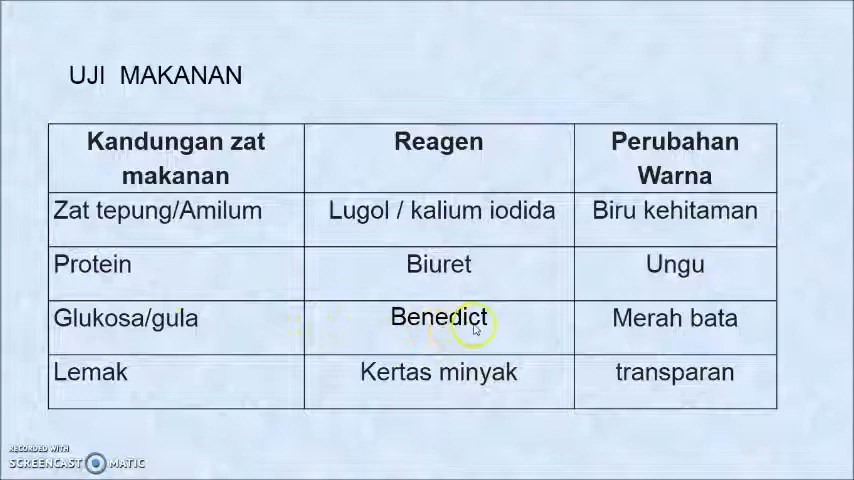 UJI MAKANAN
Kandungan zat makanan Reagen Perubahan Warna
Zat tepung/Amilum Lugol / kalium iodida Biru kehitaman
Protein Biuret Ungu
Glukosa/gula Benedict Merah bata
Lemak Kertas minyak transparan
RECORDED WITH
SCREENCAST MATIC